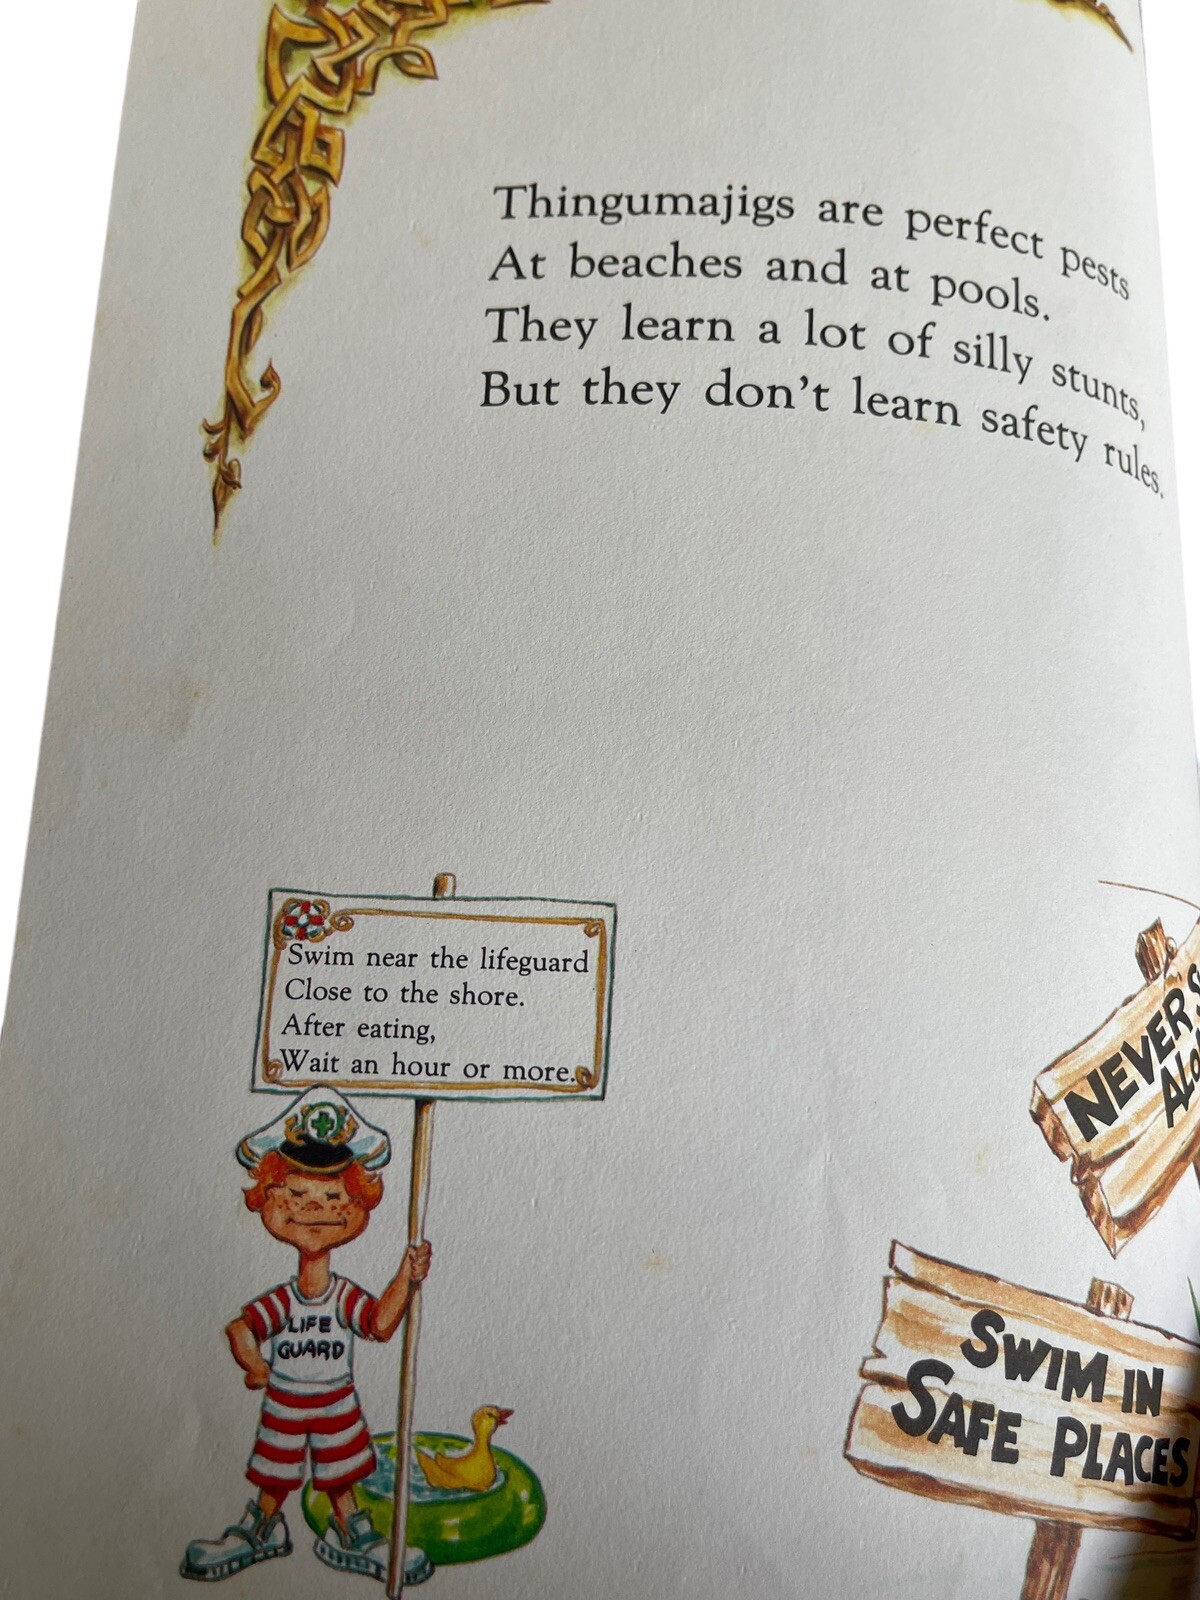 Thingumajigs are perfect pests
At beaches and at pools.
They learn a lot of silly stunts,
But they don't learn safety rules.
Swim near the lifeguard
Close to the shore.
After eating,
Wait an hour or more.
LIFE
GUARD
NEVER
SWIM IN
SAFE PLACES